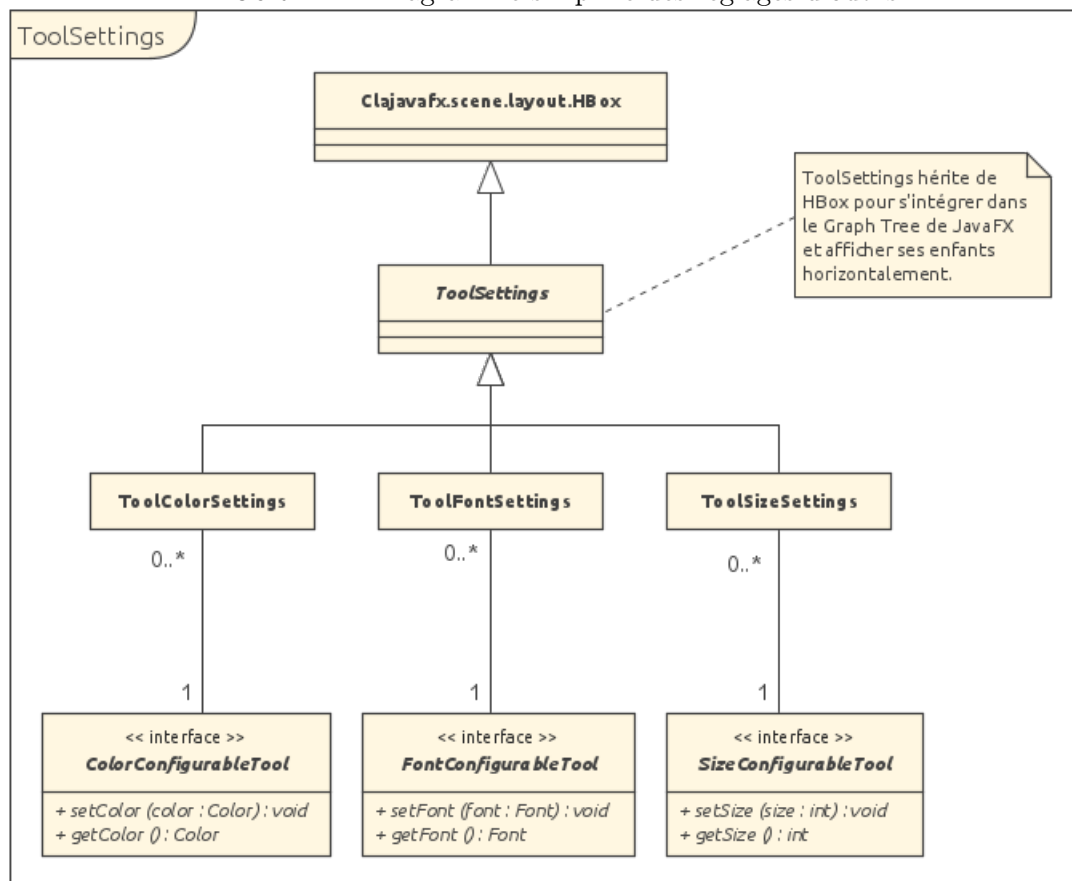 ToolSettings
Clajavafx.scene.layout.HBox
ToolSettings hérite de
HBox pour s'intégrer dans
le Graph Tree de JavaFX
et afficher ses enfants
horizontalement.
ToolSettings
ToolColorSettings
ToolFontSettings
ToolSizeSettings
0..*
0..*
0..*
1
1
1
<< interface >>
ColorConfigurableTool
+ setColor (color : Color) : void
+ getColor () : Color
<< interface >>
FontConfigurableTool
+ setFont (font : Font) : void
+ getFont () : Font
<< interface >>
SizeConfigurableTool
+ setSize (size : int) : void
+ getSize () : int